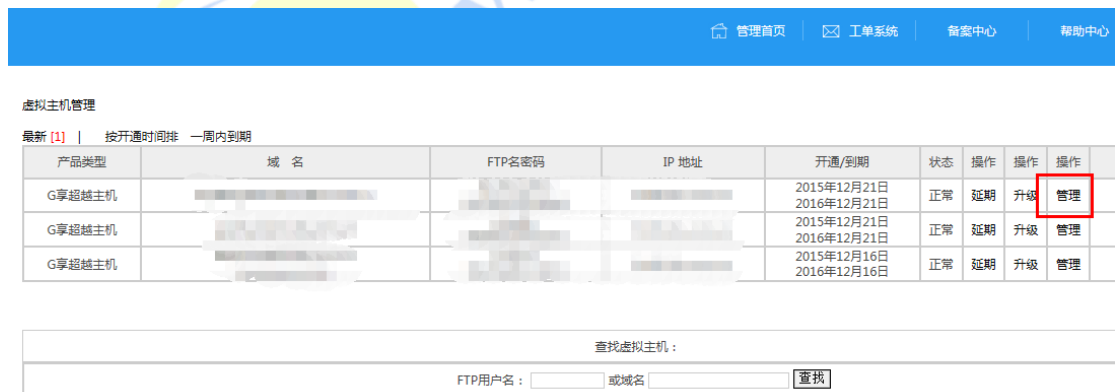 管理首页 工单系统 备案中心 帮助中心
虚拟主机管理
最新 [1] | 按开通时间排 一周内到期
产品类型 域 名 FTP名密码 IP 地址 开通/到期 状态 操作 操作 操作
G享超越主机 2015年12月21日 2016年12月21日 正常 延期 升级 管理
G享超越主机 2015年12月21日 2016年12月21日 正常 延期 升级 管理
G享超越主机 2015年12月16日 2016年12月16日 正常 延期 升级 管理
查找虚拟主机：
FTP用户名： 或域名 查找